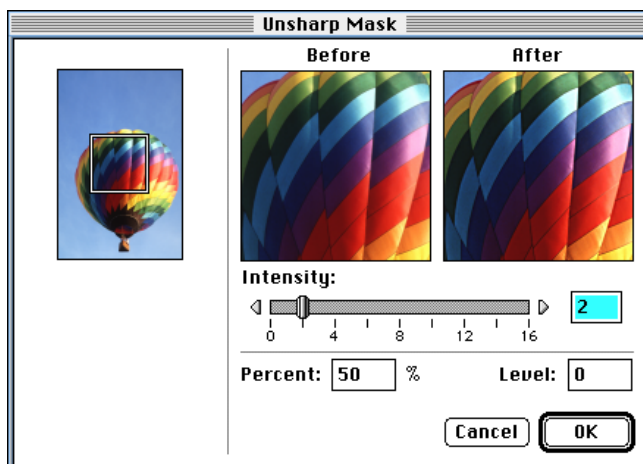 Unsharp Mask
Before
After
Intensity:
2
0 4 8 12 16
Percent: 50 % Level: 0
Cancel OK